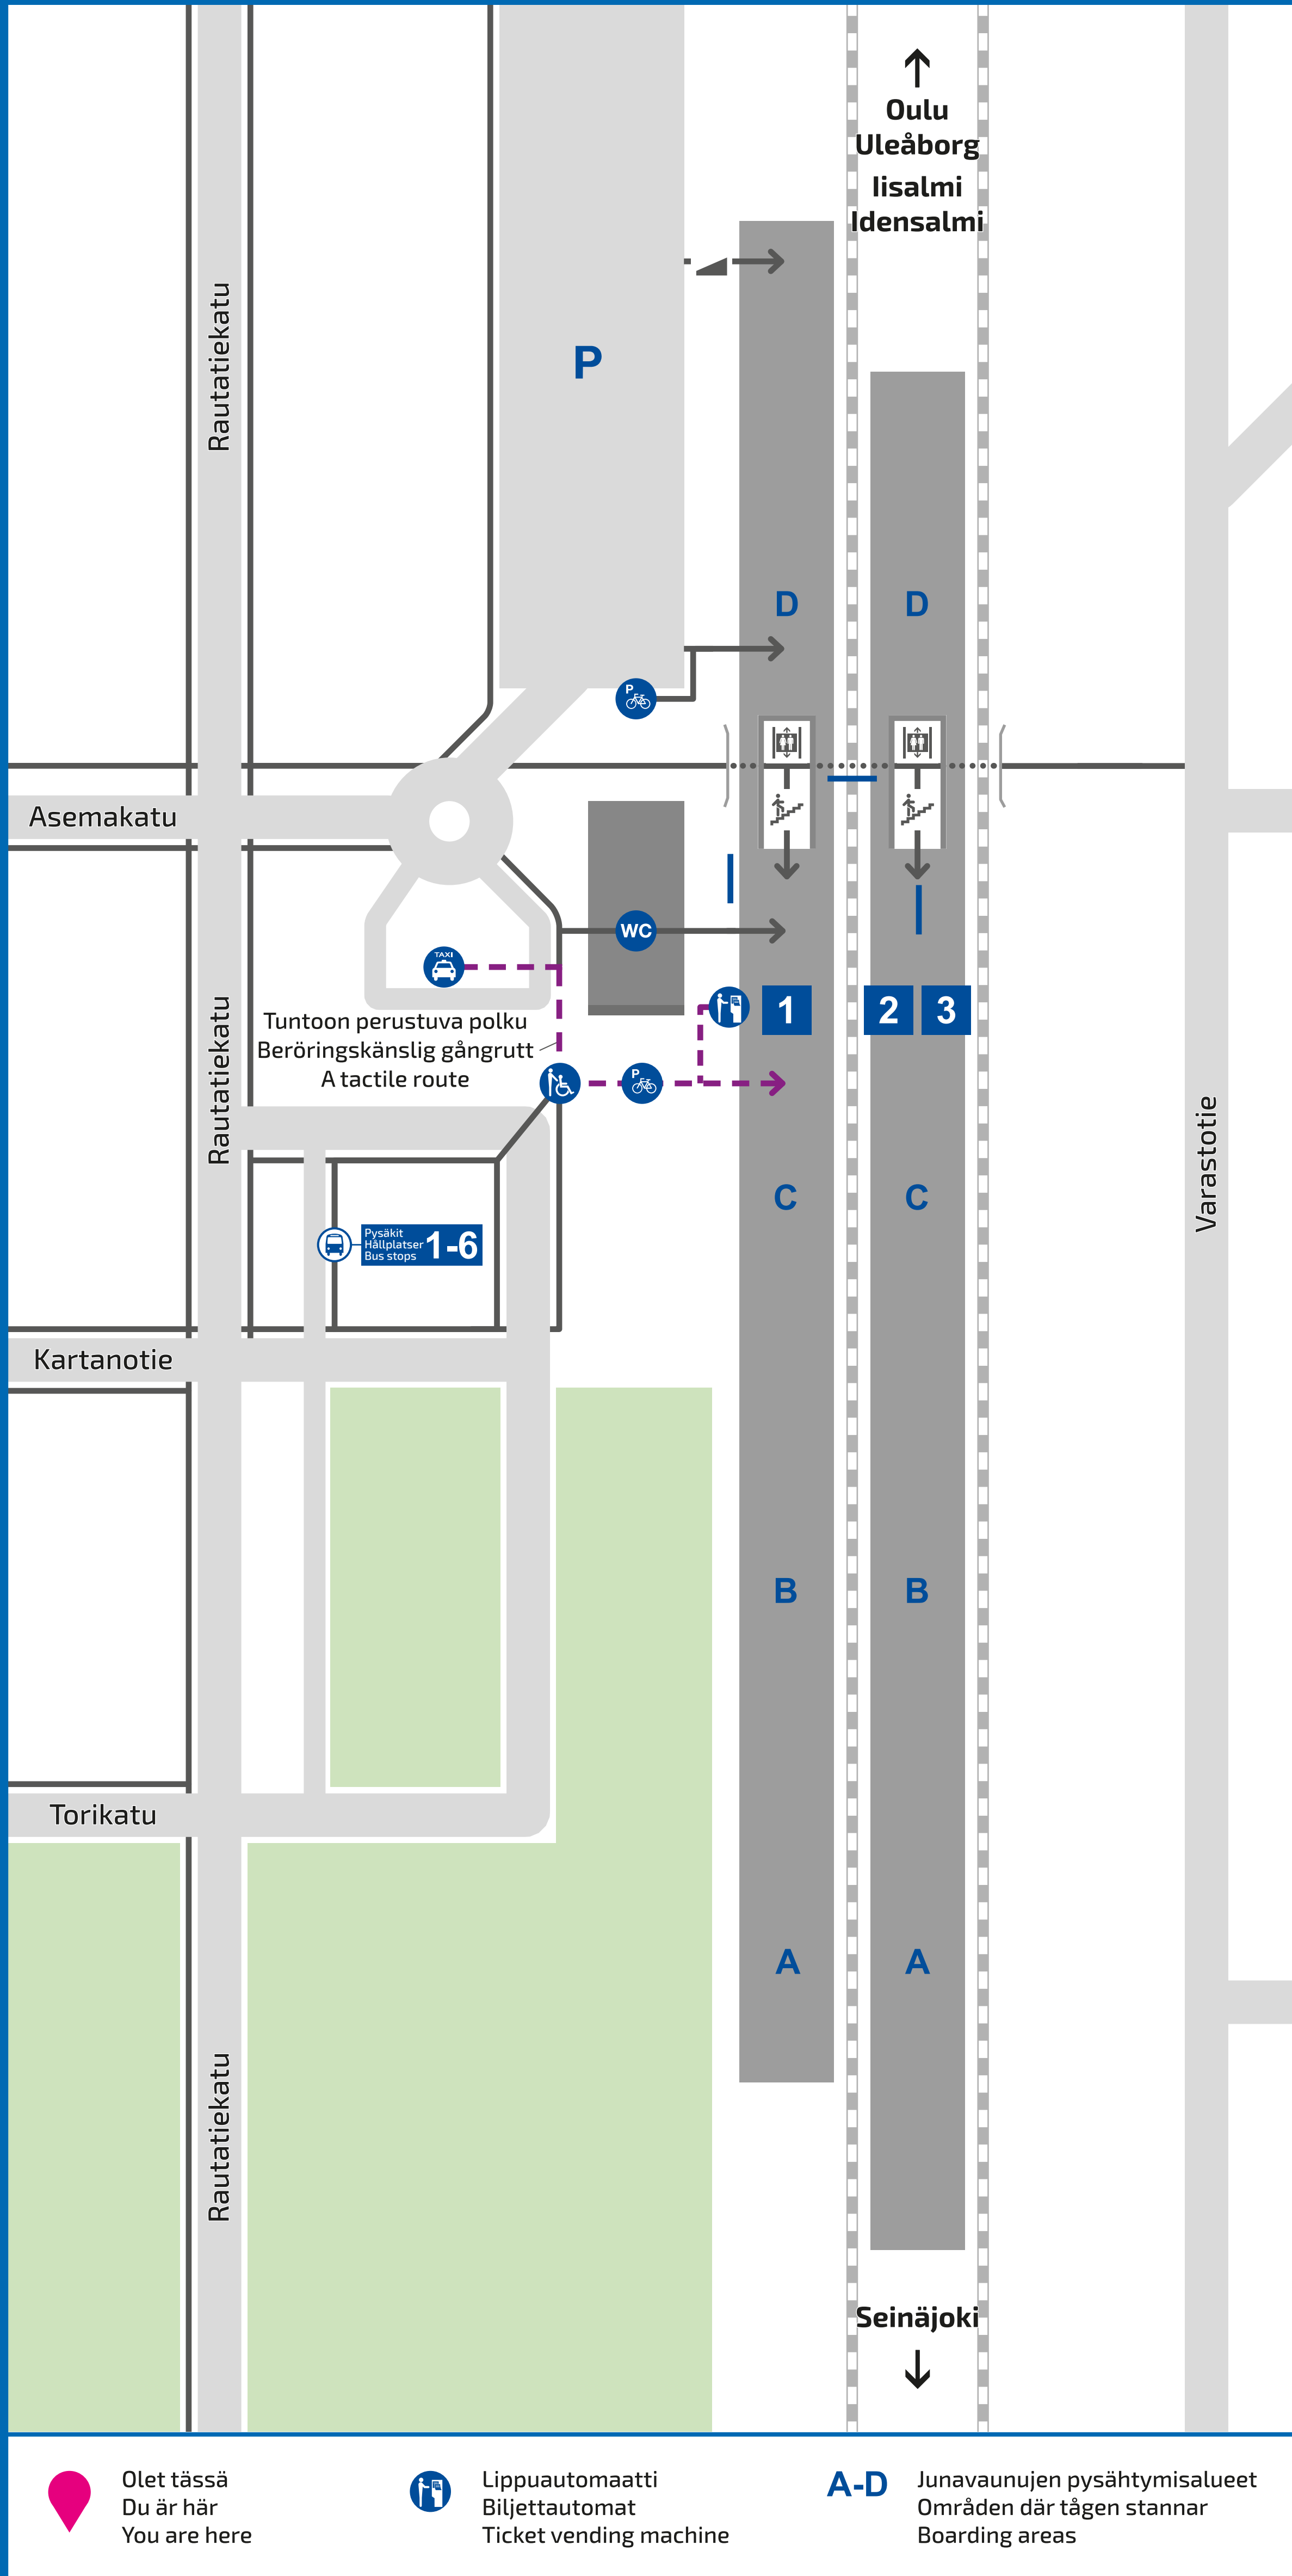 Oulu
Uleåborg
Iisalmi
Idensalmi
Rautatiekatu
P
D
D
P
Asemakatu
WC
TAXI
1
2
3
Tuntoon perustuva polku
Beröringskänslig gångrutt
A tactile route
P
Rautatiekatu
Varastotie
C
C
Pysäkit
Hållplatser
Bus stops
1-6
Kartanotie
B
B
Torikatu
A
A
Rautatiekatu
Seinäjoki
Olet tässä
Du är här
You are here
Lippuautomaatti
Biljettautomat
Ticket vending machine
A-D
Junavaunujen pysähtymisalueet
Områden där tågen stannar
Boarding areas